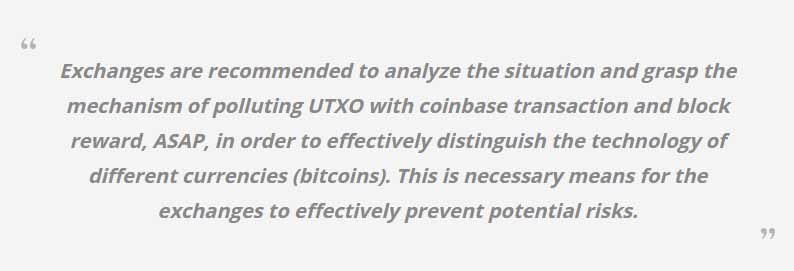 “
Exchanges are recommended to analyze the situation and grasp the
mechanism of polluting UTXO with coinbase transaction and block
reward, ASAP, in order to effectively distinguish the technology of
different currencies (bitcoins). This is necessary means for the
exchanges to effectively prevent potential risks.
”